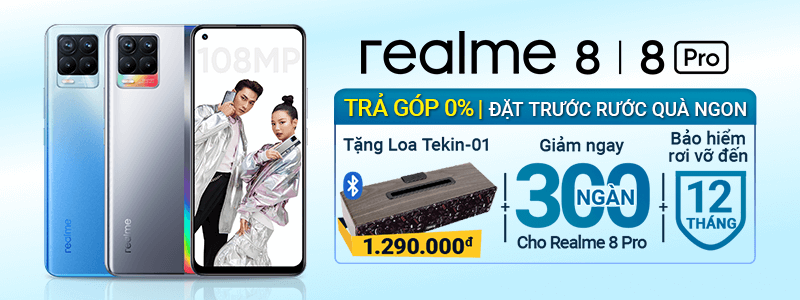 realme
realme
108MP
realme 8 | 8 Pro
TRẢ GÓP 0% | ĐẶT TRƯỚC RƯỚC QUÀ NGON
Tặng Loa Tekin-01
1.290.000đ
+
Giảm ngay
300
NGÀN
Cho Realme 8 Pro
+
Bảo hiểm
rơi vỡ đến
12
THÁNG